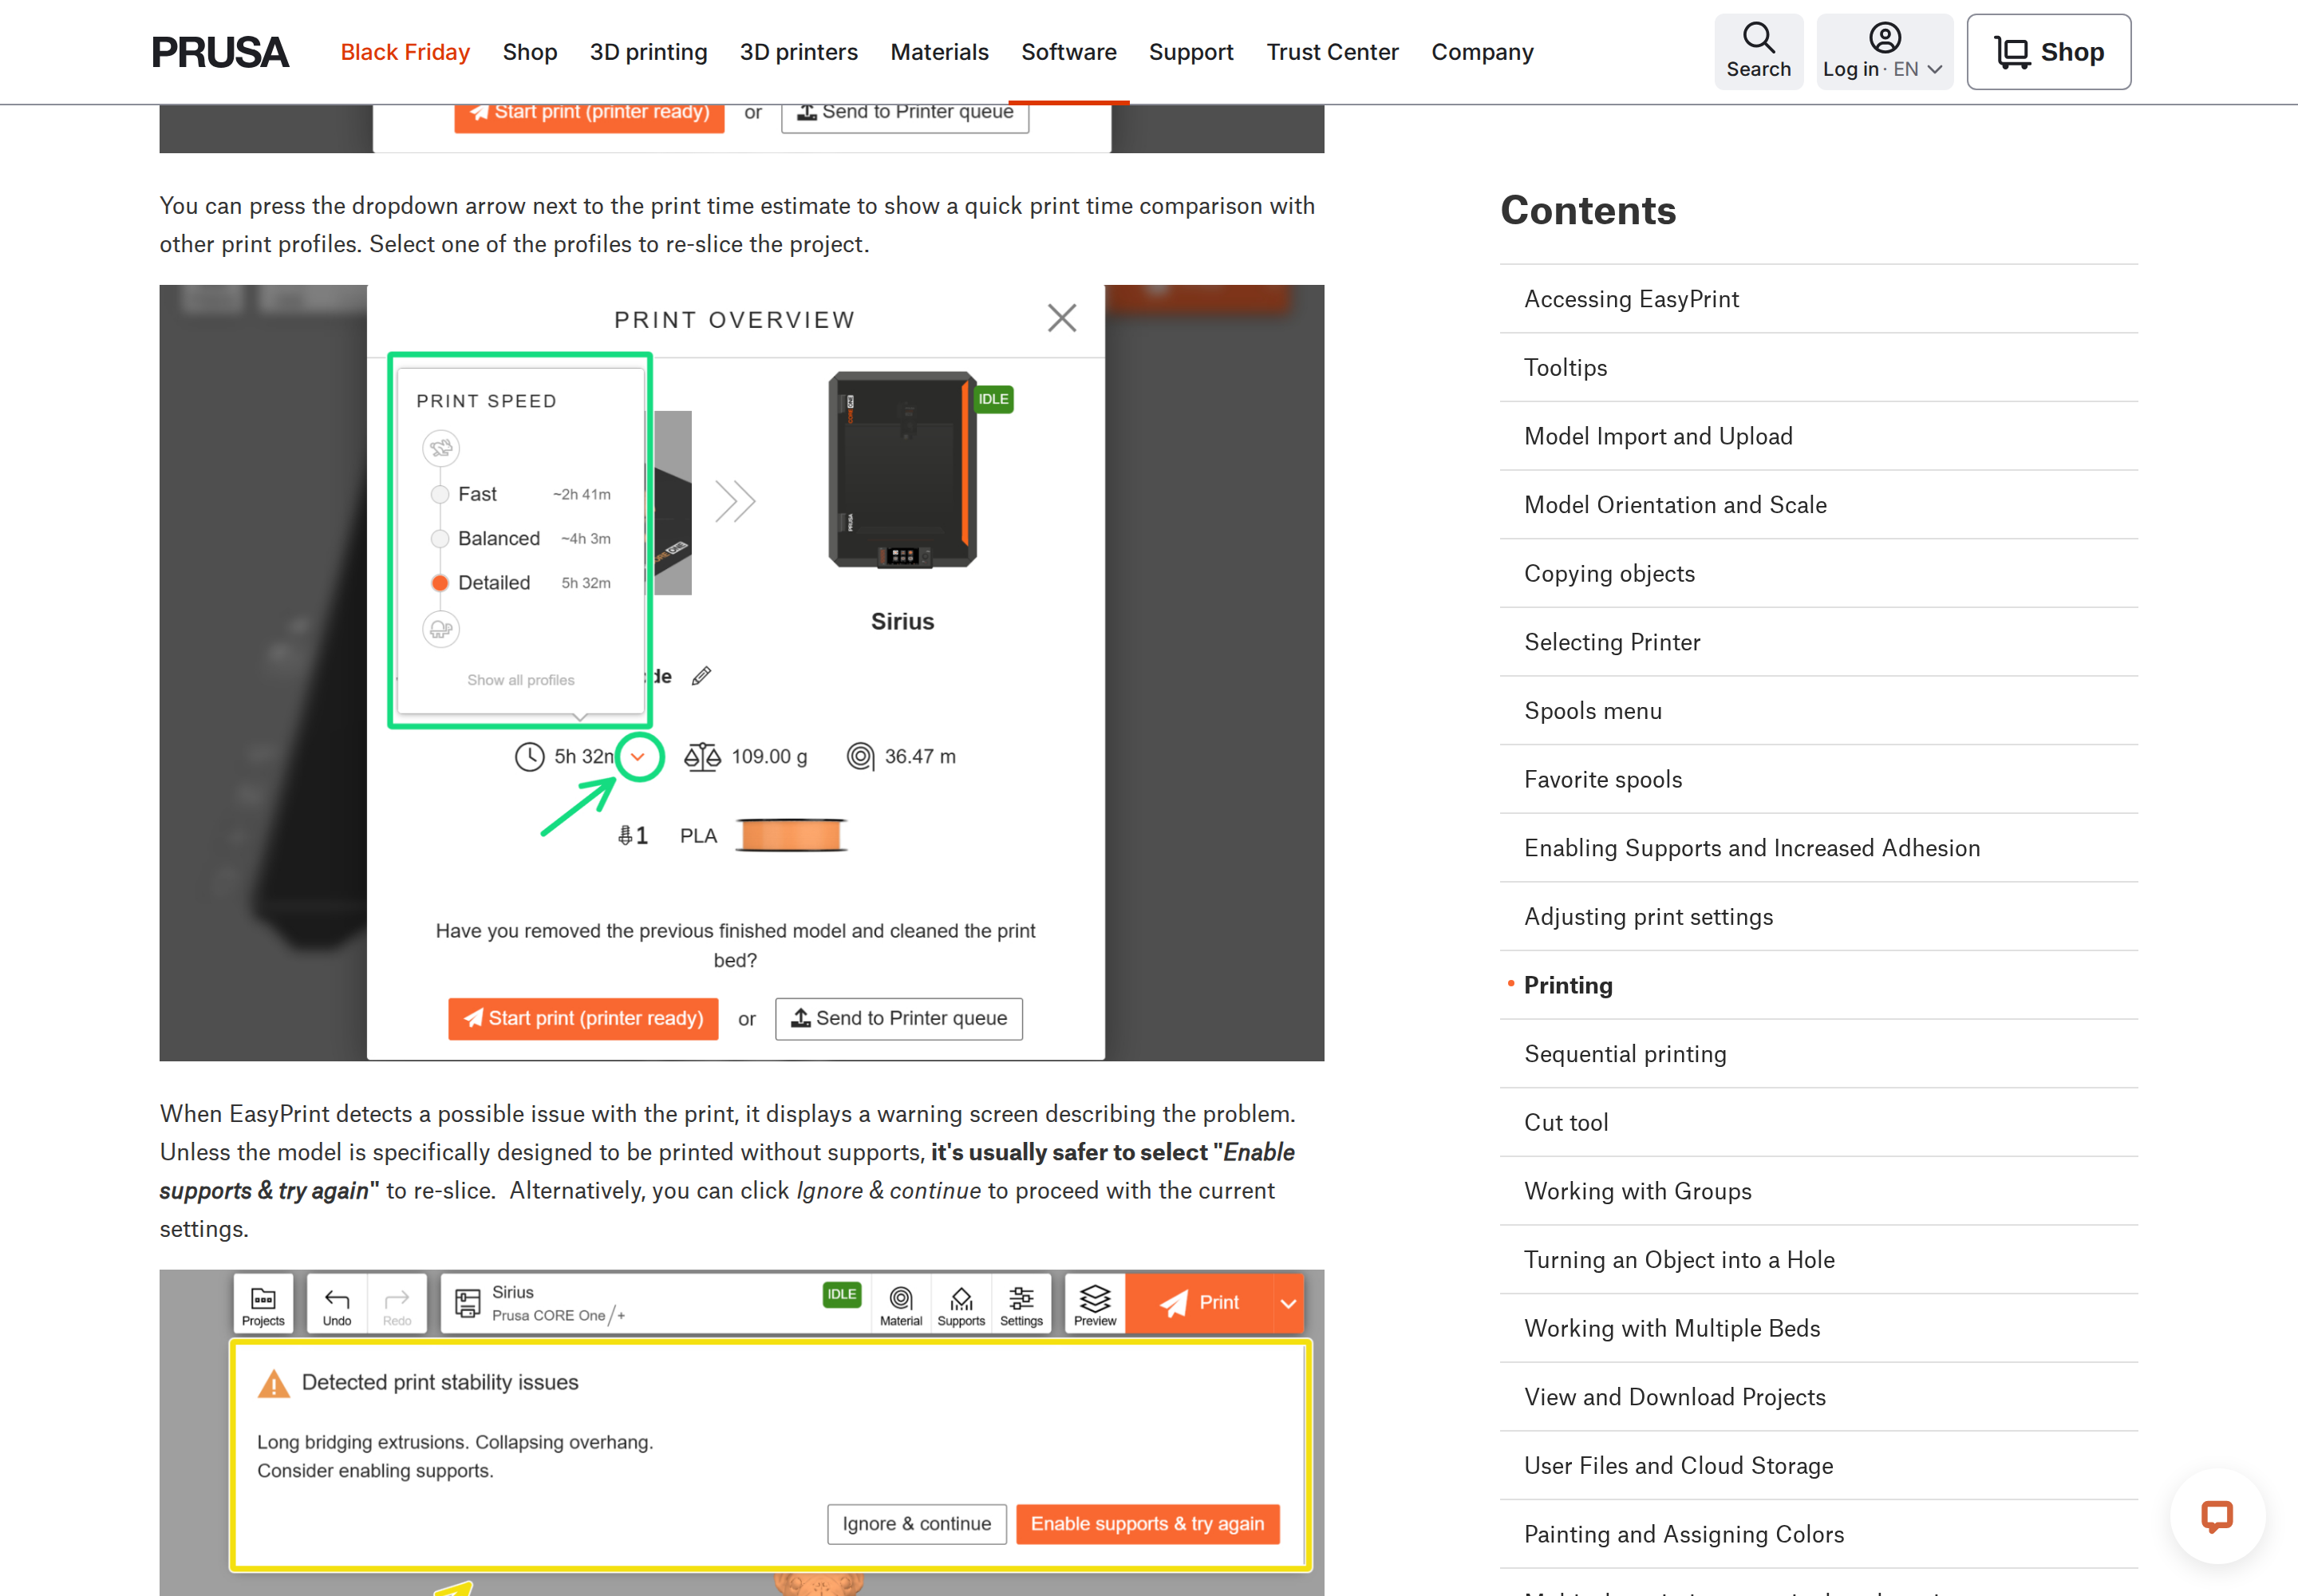 PRUSA
Black Friday
Shop
3D printing
3D printers
Materials
Software
Support
Trust Center
Company
Search
Log in · EN
Shop
Start print (printer ready)
or
Send to Printer queue
You can press the dropdown arrow next to the print time estimate to show a quick print time comparison with
other print profiles. Select one of the profiles to re-slice the project.
PRINT OVERVIEW
PRINT SPEED
Fast ~2h 41m
Balanced ~4h 3m
Detailed 5h 32m
Show all profiles
IDLE
CORE ONE
PRUSA
Sirius
de
5h 32m
109.00 g
36.47 m
1 PLA
Have you removed the previous finished model and cleaned the print
bed?
Start print (printer ready)
or
Send to Printer queue
When EasyPrint detects a possible issue with the print, it displays a warning screen describing the problem.
Unless the model is specifically designed to be printed without supports, it's usually safer to select "Enable
supports & try again" to re-slice.  Alternatively, you can click Ignore & continue to proceed with the current
settings.
Projects
Undo
Redo
Sirius
Prusa CORE One/+
IDLE
Material
Supports
Settings
Preview
Print
Detected print stability issues
Long bridging extrusions. Collapsing overhang.
Consider enabling supports.
Ignore & continue
Enable supports & try again
Contents
Accessing EasyPrint
Tooltips
Model Import and Upload
Model Orientation and Scale
Copying objects
Selecting Printer
Spools menu
Favorite spools
Enabling Supports and Increased Adhesion
Adjusting print settings
Printing
Sequential printing
Cut tool
Working with Groups
Turning an Object into a Hole
Working with Multiple Beds
View and Download Projects
User Files and Cloud Storage
Painting and Assigning Colors